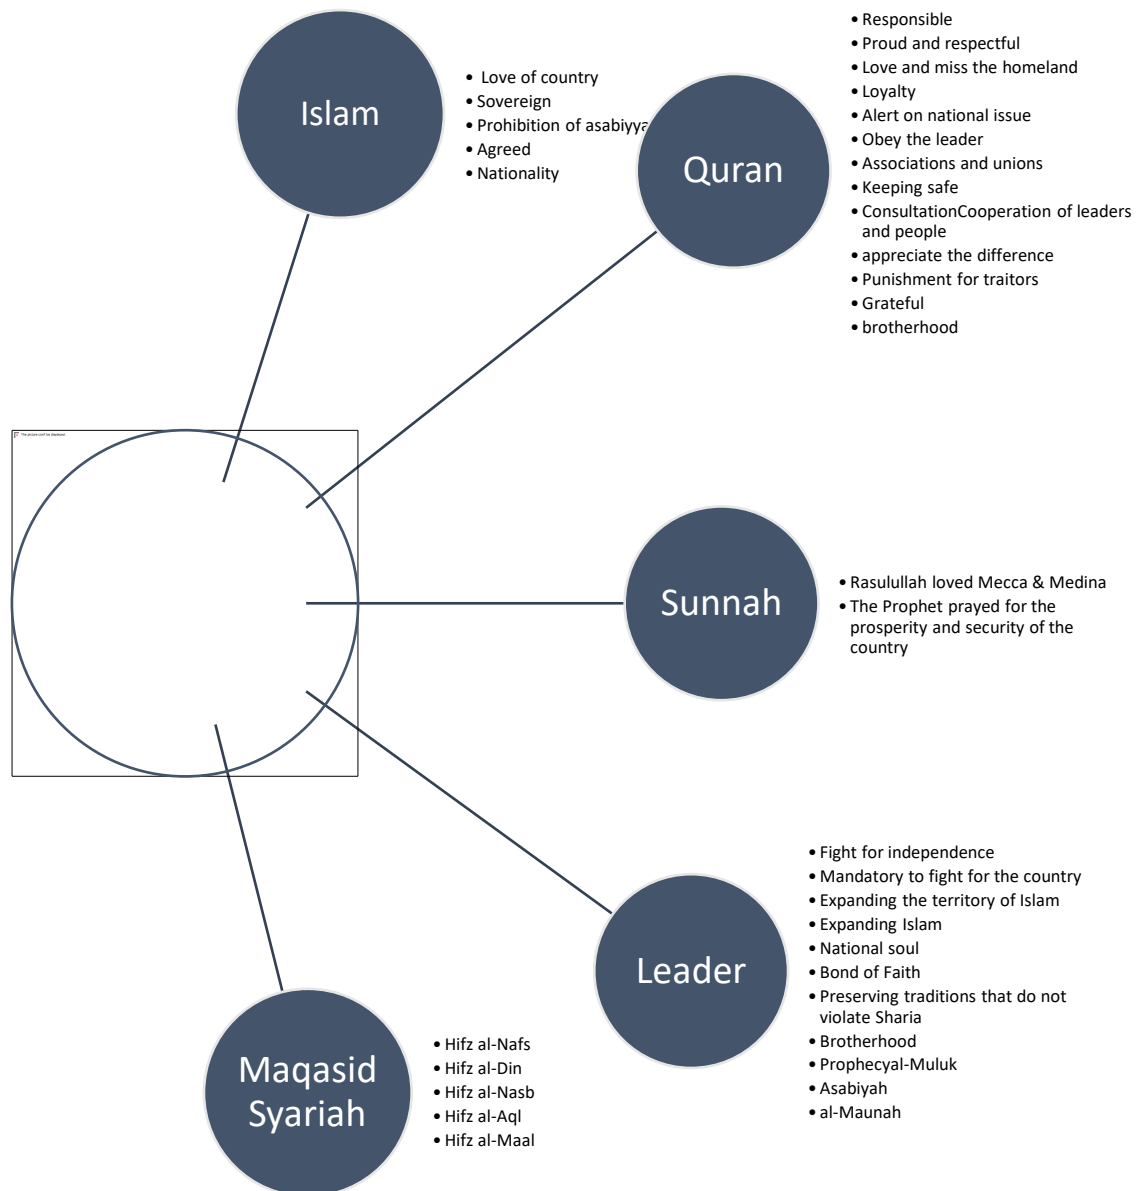 Islam
• Love of country
• Sovereign
• Prohibition of asabiyya
• Agreed
• Nationality
Quran
• Responsible
• Proud and respectful
• Love and miss the homeland
• Loyalty
• Alert on national issue
• Obey the leader
• Associations and unions
• Keeping safe
• ConsultationCooperation of leaders
and people
• appreciate the difference
• Punishment for traitors
• Grateful
• brotherhood
The picture can't be displayed.
Sunnah
• Rasulullah loved Mecca & Medina
• The Prophet prayed for the
prosperity and security of the
country
Leader
• Fight for independence
• Mandatory to fight for the country
• Expanding the territory of Islam
• Expanding Islam
• National soul
• Bond of Faith
• Preserving traditions that do not
violate Sharia
• Brotherhood
• Prophecyal-Muluk
• Asabiyah
• al-Maunah
Maqasid
Syariah
• Hifz al-Nafs
• Hifz al-Din
• Hifz al-Nasb
• Hifz al-Aql
• Hifz al-Maal